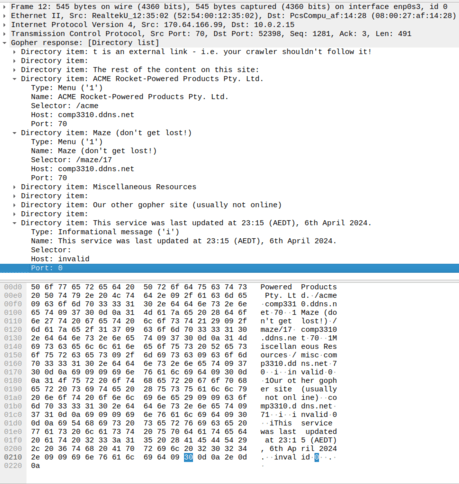 Frame 12: 545 bytes on wire (4360 bits), 545 bytes captured (4360 bits) on interface enp0s3, id 0
Ethernet II, Src: RealtekU_12:35:02 (52:54:00:12:35:02), Dst: PcsCompu_af:14:28 (08:00:27:af:14:28)
Internet Protocol Version 4, Src: 170.64.166.99, Dst: 10.0.2.15
Transmission Control Protocol, Src Port: 70, Dst Port: 52398, Seq: 1281, Ack: 3, Len: 491
Gopher response: [Directory list]
Directory item: t is an external link - i.e. your crawler shouldn't follow it!
Directory item:
Directory item: The rest of the content on this site:
Directory item: ACME Rocket-Powered Products Pty. Ltd.
Type: Menu ('1')
Name: ACME Rocket-Powered Products Pty. Ltd.
Selector: /acme
Host: comp3310.ddns.net
Port: 70
Directory item: Maze (don't get lost!)
Type: Menu ('1')
Name: Maze (don't get lost!)
Selector: /maze/17
Host: comp3310.ddns.net
Port: 70
Directory item: Miscellaneous Resources
Directory item:
Directory item: Our other gopher site (usually not online)
Directory item:
Directory item: This service was last updated at 23:15 (AEDT), 6th April 2024.
Type: Informational message ('i')
Name: This service was last updated at 23:15 (AEDT), 6th April 2024.
Selector:
Host: invalid
Port: 0
00d0 50 6f 77 65 72 65 64 20 50 72 6f 64 75 63 74 73 Powered Products
00e0 20 50 74 79 2e 20 4c 74 64 2e 09 2f 61 63 6d 65 Pty. Lt d.·/acme
00f0 09 63 6f 6d 70 33 33 31 30 2e 64 64 6e 73 2e 6e ·comp331 0.ddns.n
0100 65 74 09 37 30 0d 0a 31 4d 61 7a 65 20 28 64 6f et·70··1 Maze (do
0110 6e 27 74 20 67 65 74 20 6c 6f 73 74 21 29 09 2f n't get lost!)·/
0120 6d 61 7a 65 2f 31 37 09 63 6f 6d 70 33 33 31 30 maze/17· comp3310
0130 2e 64 64 6e 73 2e 6e 65 74 09 37 30 0d 0a 31 4d .ddns.ne t·70··1M
0140 69 73 63 65 6c 6c 61 6e 65 6f 75 73 20 52 65 73 iscellan eous Res
0150 6f 75 72 63 65 73 09 2f 6d 69 73 63 09 63 6f 6d ources·/ misc·com
0160 70 33 33 31 30 2e 64 64 6e 73 2e 6e 65 74 09 37 p3310.dd ns.net·7
0170 30 0d 0a 69 09 09 69 6e 76 61 6c 69 64 09 30 0d 0··i··in valid·0·
0180 0a 31 4f 75 72 20 6f 74 68 65 72 20 67 6f 70 68 ·1Our ot her goph
0190 65 72 20 73 69 74 65 20 28 75 73 75 61 6c 6c 79 er site (usually
01a0 20 6e 6f 74 20 6f 6e 6c 69 6e 65 29 09 09 63 6f not onl ine)··co
01b0 6d 70 33 33 31 30 2e 64 64 6e 73 2e 6e 65 74 09 mp3310.d dns.net·
01c0 37 31 0d 0a 69 09 09 69 6e 76 61 6c 69 64 09 30 71··i··i nvalid·0
01d0 0d 0a 69 54 68 69 73 20 73 65 72 76 69 63 65 20 ··iThis service
01e0 77 61 73 20 6c 61 73 74 20 75 70 64 61 74 65 64 was last updated
01f0 20 61 74 20 32 33 3a 31 35 20 28 41 45 44 54 29 at 23:1 5 (AEDT)
0200 2c 20 36 74 68 20 41 70 72 69 6c 20 32 30 32 34 , 6th Ap ril 2024
0210 2e 09 09 69 6e 76 61 6c 69 64 09 30 0d 0a 2e 0d .··inval id·0··.·
0220 0a ·